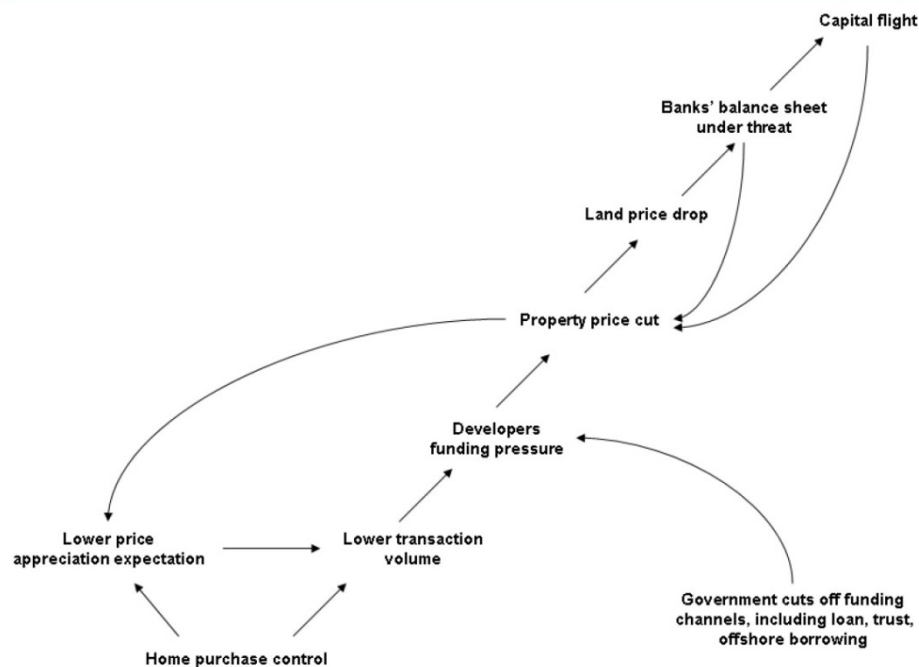 Capital flight
Banks' balance sheet
under threat
Land price drop
Property price cut
Developers
funding pressure
Lower price
appreciation expectation
Lower transaction
volume
Government cuts off funding
channels, including loan, trust,
offshore borrowing
Home purchase control